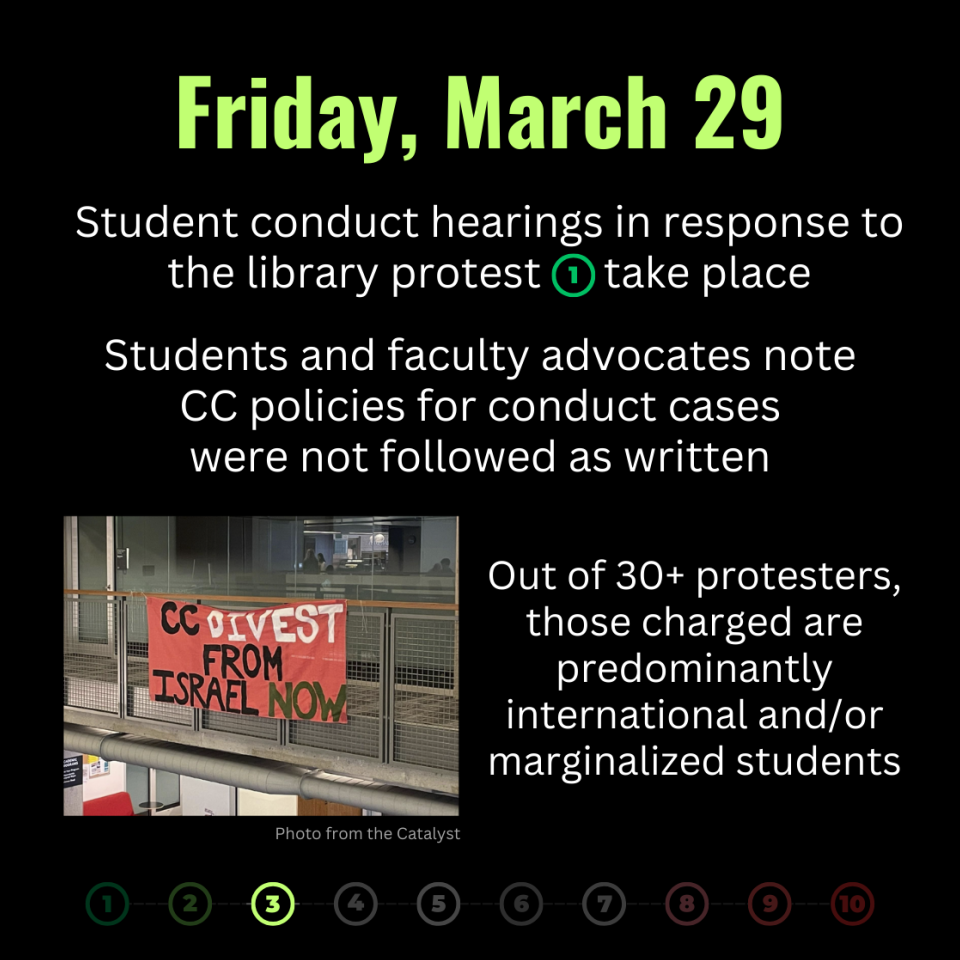 Friday, March 29
Student conduct hearings in response to
the library protest 1 take place
Students and faculty advocates note
CC policies for conduct cases
were not followed as written
CC DIVEST
FROM
ISRAEL NOW
Out of 30+ protesters,
those charged are
predominantly
international and/or
marginalized students
Photo from the Catalyst
1 2 3 4 5 6 7 8 9 10